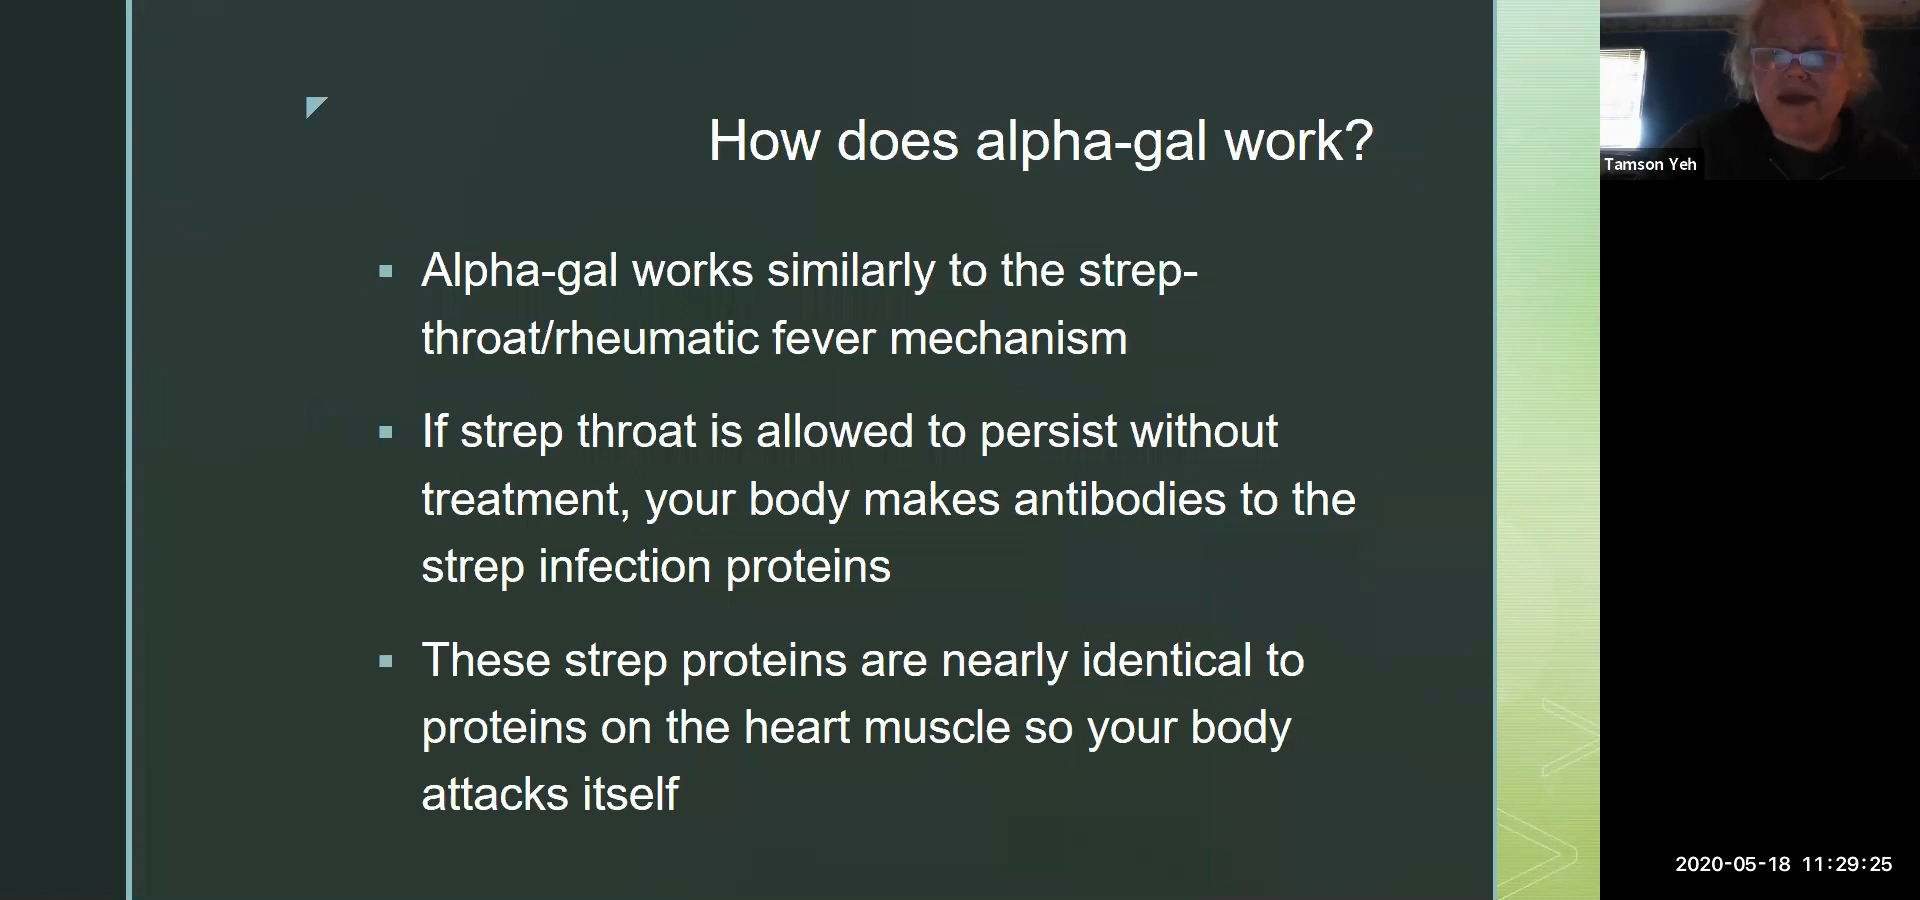 How does alpha-gal work?
Alpha-gal works similarly to the strep-
throat/rheumatic fever mechanism
If strep throat is allowed to persist without
treatment, your body makes antibodies to the
strep infection proteins
These strep proteins are nearly identical to
proteins on the heart muscle so your body
attacks itself
Tamson Yeh
2020-05-18 11:29:25